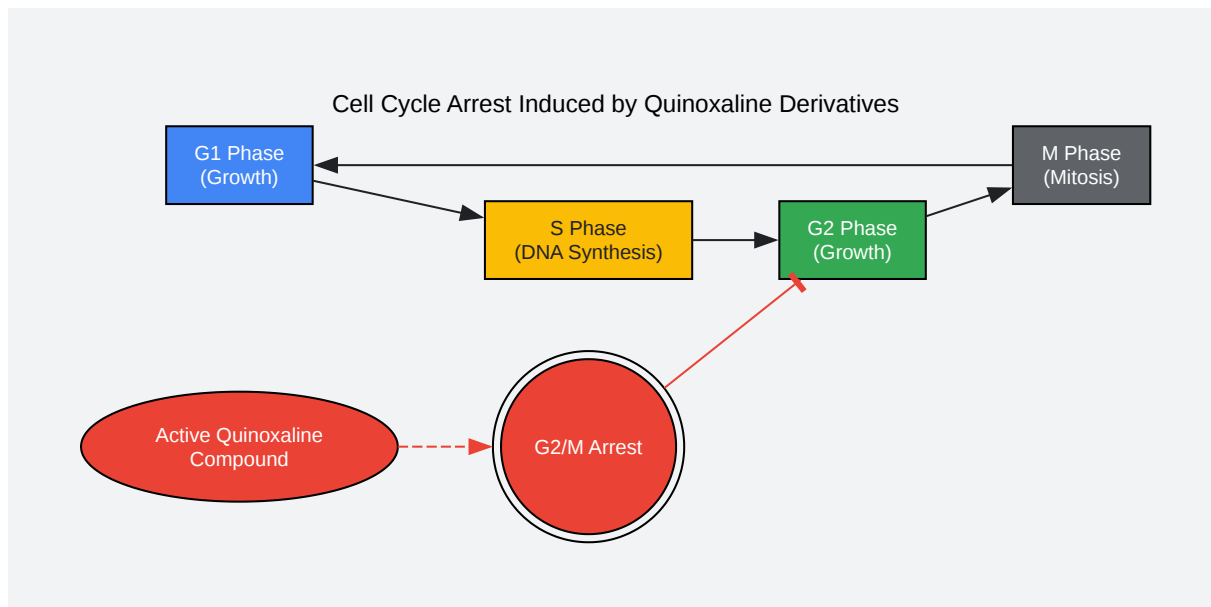 Cell Cycle Arrest Induced by Quinoxaline Derivatives
G1 Phase
(Growth)
M Phase
(Mitosis)
S Phase
(DNA Synthesis)
G2 Phase
(Growth)
Active Quinoxaline
Compound
G2/M Arrest